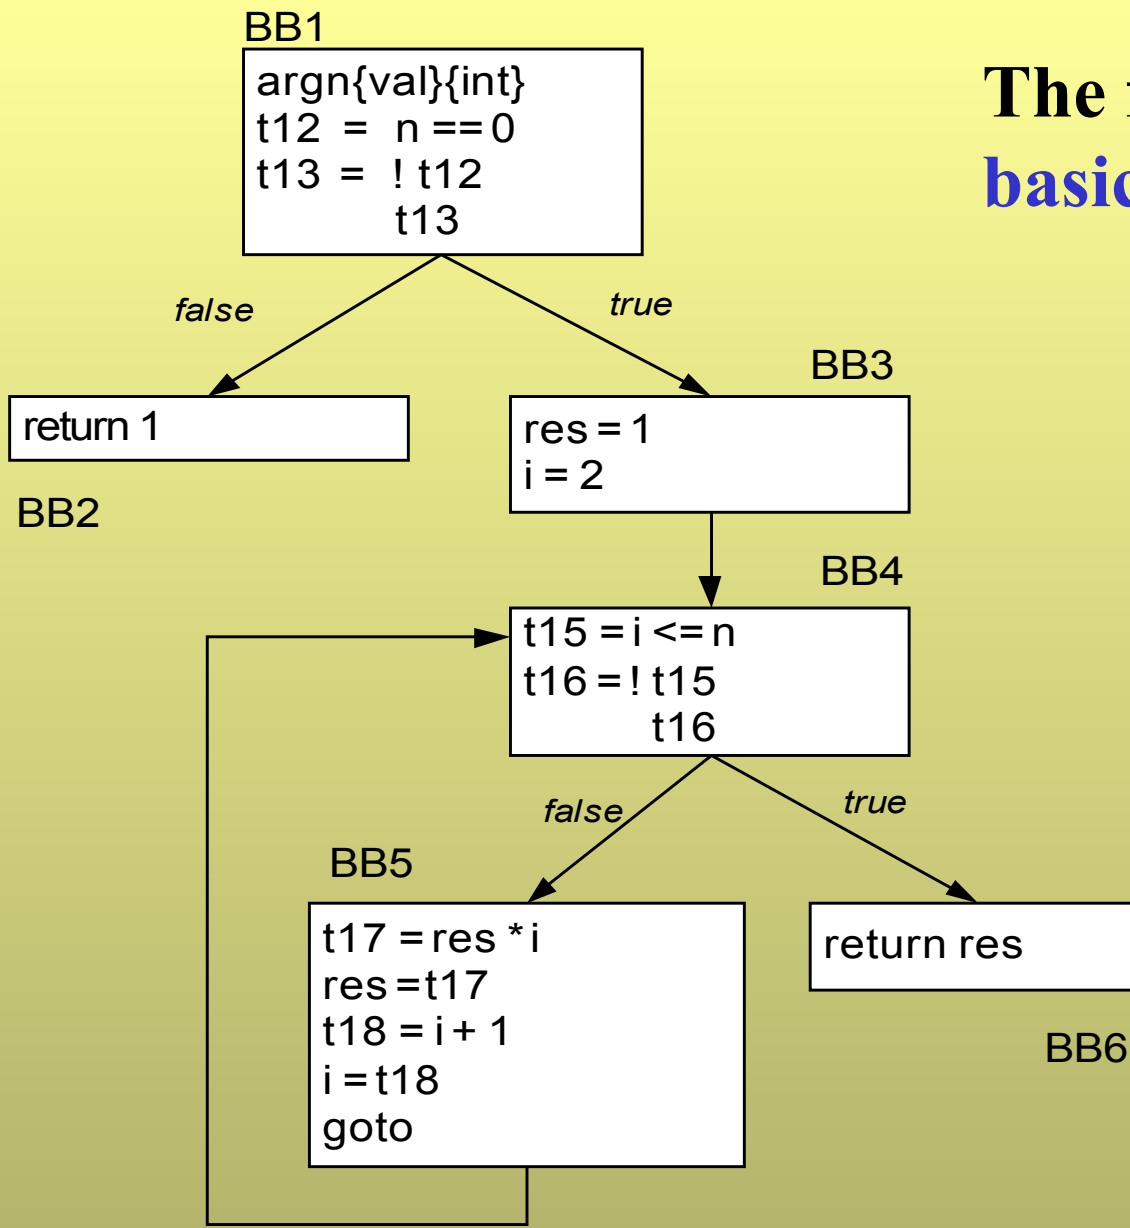 BB1
argn{val}{int}
t12 = n == 0
t13 = ! t12
t13
The
basic
false
true
BB3
return 1
res = 1
i = 2
BB2
BB4
t15 = i <= n
t16 = ! t15
t16
false
true
BB5
t17 = res * i
res = t17
t18 = i + 1
i = t18
goto
return res
BB6